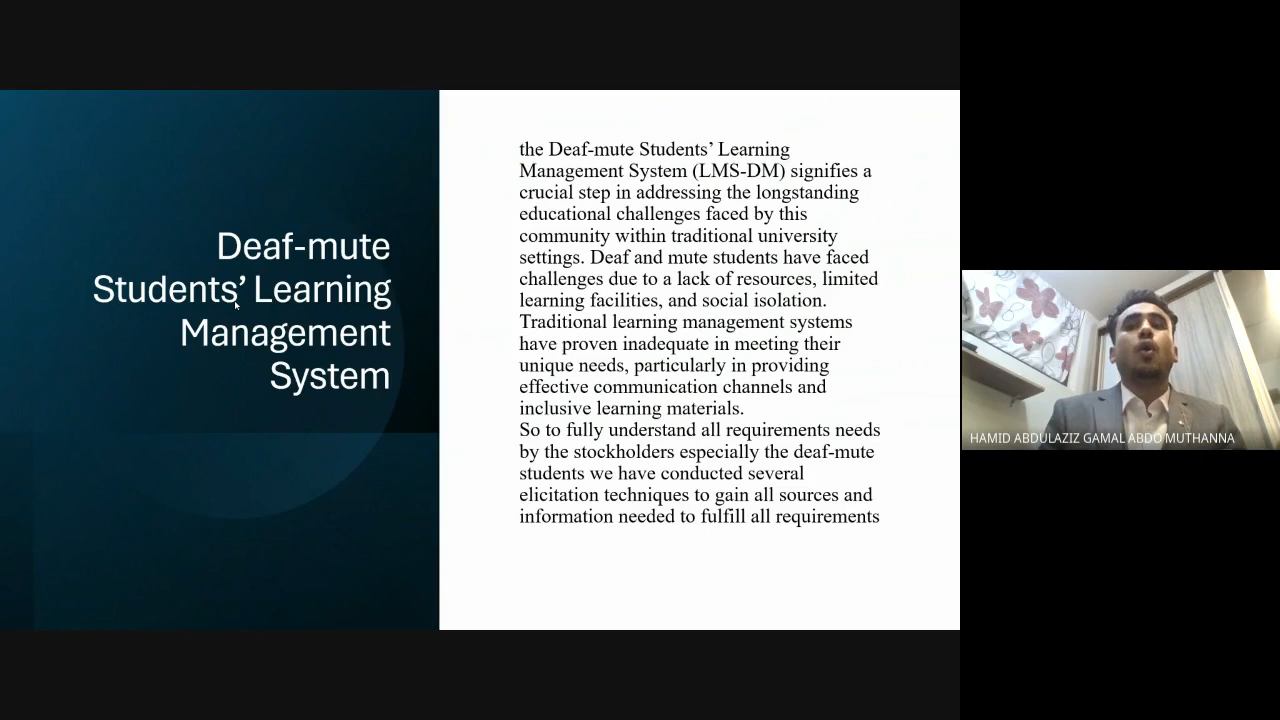 Deaf-mute
Students’ Learning
Management
System
the Deaf-mute Students’ Learning
Management System (LMS-DM) signifies a
crucial step in addressing the longstanding
educational challenges faced by this
community within traditional university
settings. Deaf and mute students have faced
challenges due to a lack of resources, limited
learning facilities, and social isolation.
Traditional learning management systems
have proven inadequate in meeting their
unique needs, particularly in providing
effective communication channels and
inclusive learning materials.
So to fully understand all requirements needs
by the stockholders especially the deaf-mute
students we have conducted several
elicitation techniques to gain all sources and
information needed to fulfill all requirements
HAMID ABDULAZIZ GAMAL ABDO MUTHANNA